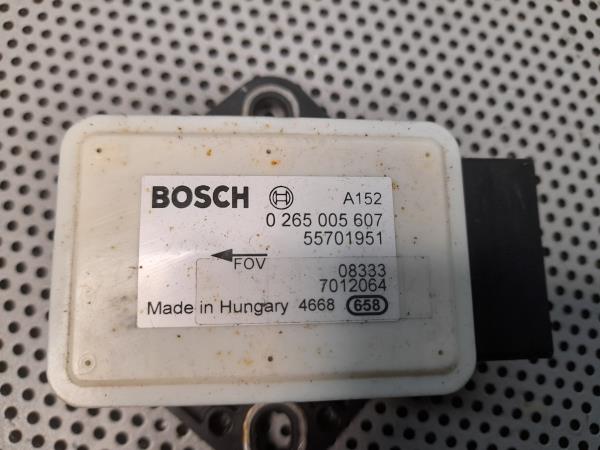 BOSCH A152
0 265 005 607
55701951
FOV
08333
7012064
Made in Hungary 4668 658